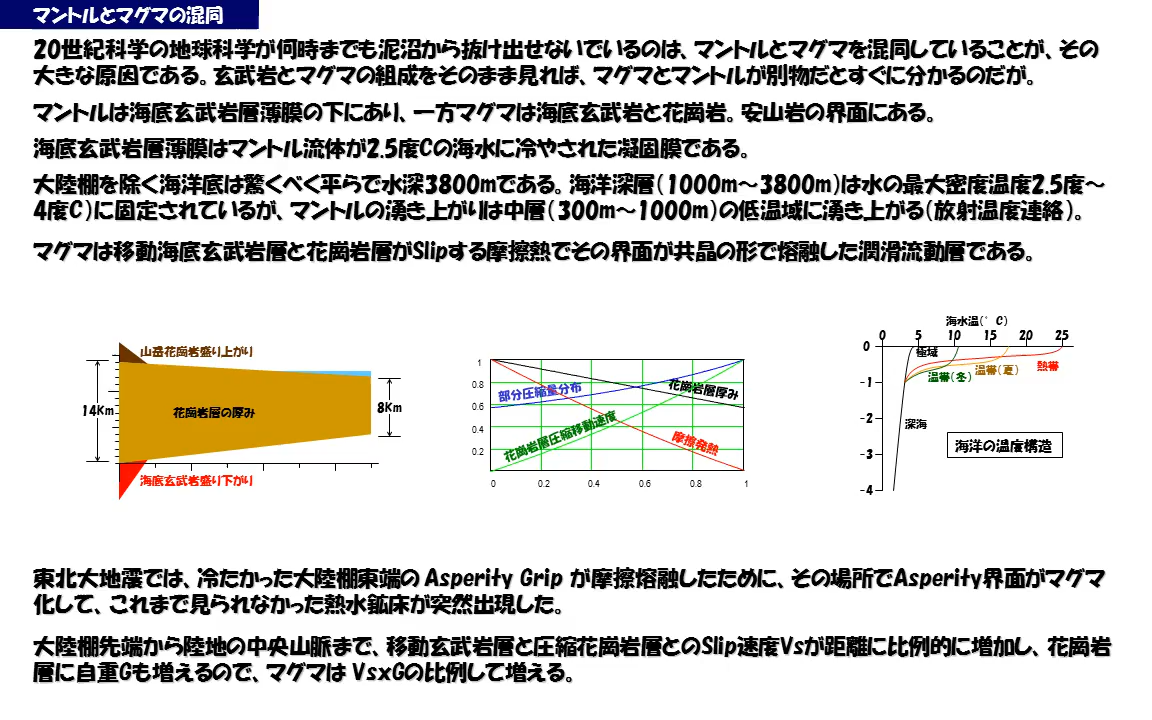 マントルとマグマの混同
20世紀科学の地球科学が何時までも泥沼から抜け出せないでいるのは、マントルとマグマを混同していることが、その
大きな原因である。玄武岩とマグマの組成をそのまま見れば、マグマとマントルが別物だとすぐに分かるのだが。
マントルは海底玄武岩層薄膜の下にあり、一方マグマは海底玄武岩と花崗岩。安山岩の界面にある。
海底玄武岩層薄膜はマントル流体が2.5度Cの海水に冷やされた凝固膜である。
大陸棚を除く海洋底は驚くべく平らで水深3800mである。海洋深層(1000m～3800m)は水の最大密度温度2.5度～
4度C)に固定されているが、マントルの湧き上がりは中層(300m～1000m)の低温域に湧き上がる(放射温度連絡)。
マグマは移動海底玄武岩層と花崗岩層がSlipする摩擦熱でその界面が共晶の形で熔融した潤滑流動層である。
山岳花崗岩盛り上がり
14Km
花崗岩層の厚み
8Km
海底玄武岩盛り下がり
1
0.8
0.6
0.4
0.2
0 0.2 0.4 0.6 0.8 1
部分圧縮量分布
花崗岩層厚み
花崗岩層圧縮移動速度
摩擦発熱
海水温(°C)
0 5 10 15 20 25
0
-1
-2
-3
-4
極域
温帯(冬)
温帯(夏)
熱帯
深海
海洋の温度構造
東北大地震では、冷たかった大陸棚東端の Asperity Grip が摩擦熔融したために、その場所でAsperity界面がマグマ
化して、これまで見られなかった熱水鉱床が突然出現した。
大陸棚先端から陸地の中央山脈まで、移動玄武岩層と圧縮花崗岩層とのSlip速度Vsが距離に比例的に増加し、花崗岩
層に自重Gも増えるので、マグマは VsxGの比例して増える。